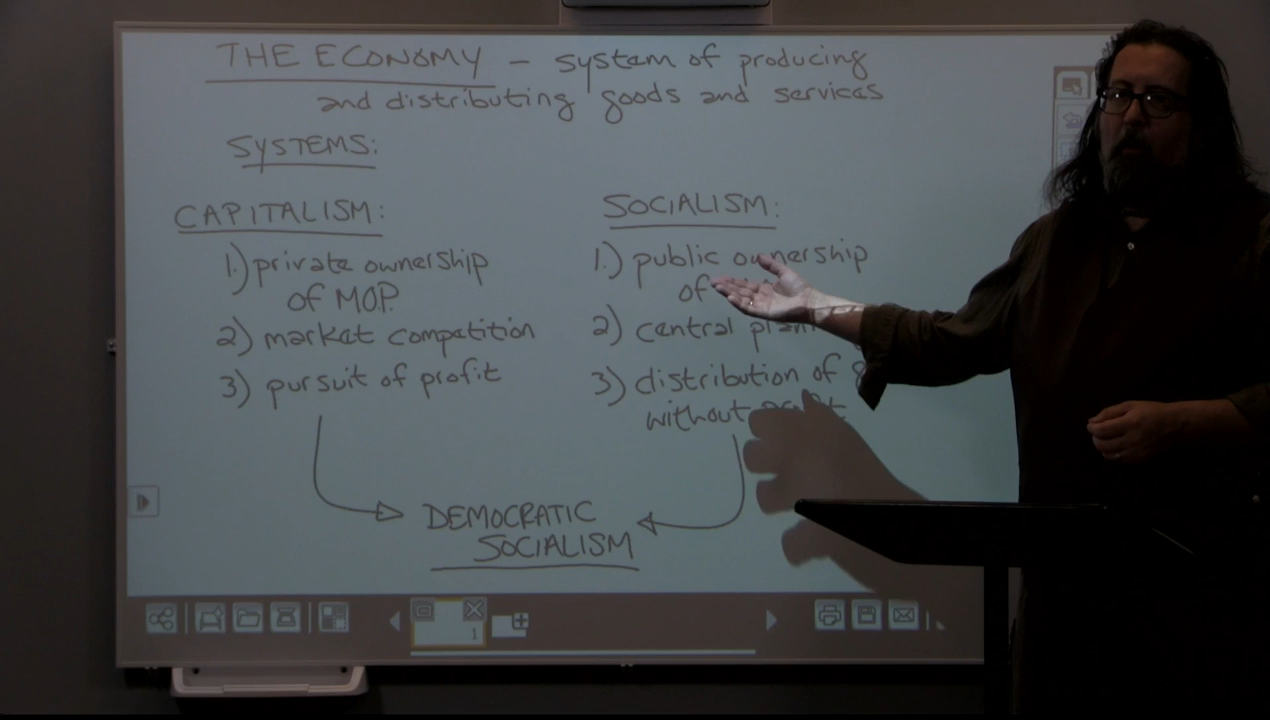 THE ECONOMY – system of producing
and distributing goods and services
SYSTEMS:
CAPITALISM:
1.) private ownership
of MOP.
2) market competition
3) pursuit of profit
SOCIALISM:
1.) public ownership
of
2) central
3) distribution of
without
DEMOCRATIC
SOCIALISM
1